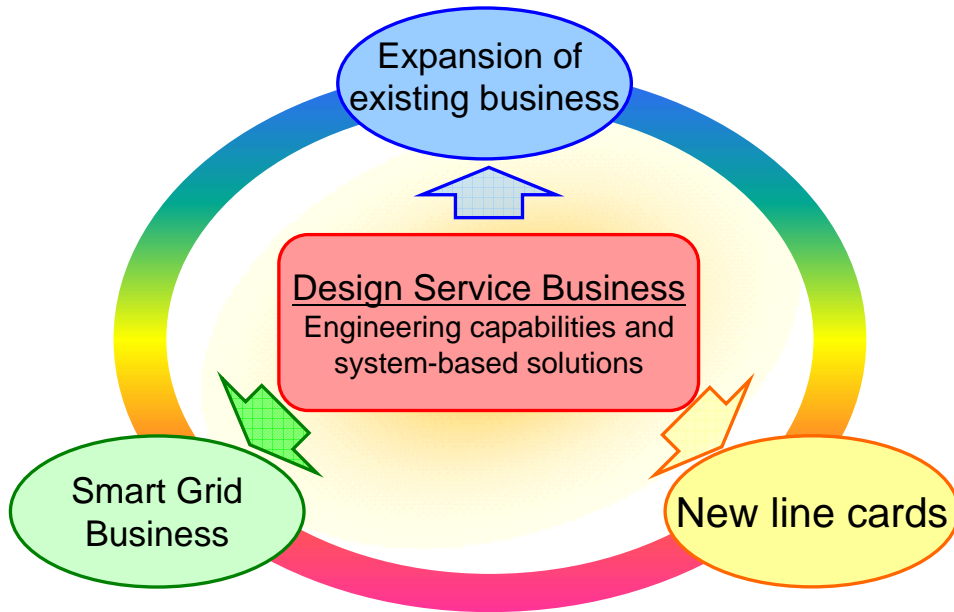 Expansion of
existing business
Design Service Business
Engineering capabilities and
system-based solutions
Smart Grid
Business
New line cards